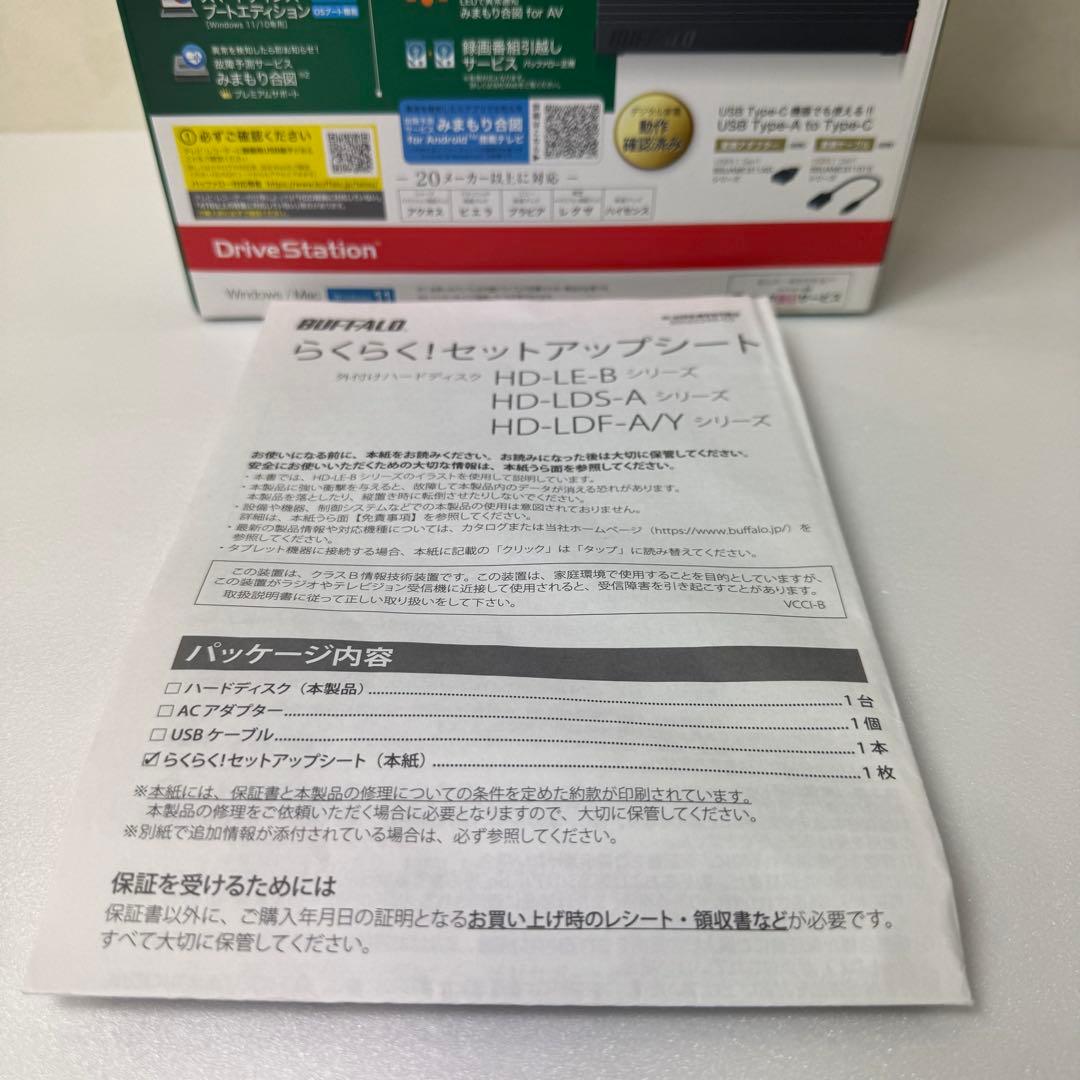 ブートエディション
OSブート機能
[Windows 11/10専用]
異常を検知したら即お知らせ!
故障予測サービス
みまもり合図※2
プレミアムサポート
みまもり合図 for AV
録画番組引越し
サービス
バッファロー企画
①必ずご確認ください
みまもり合図
for Android™搭載テレビ
デジタル家電
動作
確認済み
USB Type-C 機器でも使える!!
USB Type-A to Type-C
シリーズ
シリーズ
20メーカー以上に対応
アクオス
ビエラ
ブラビア
レグザ
ハイセンス
BUFFALO
DriveStation™
Windows / Mac
サービス
BUFFALO
らくらく!セットアップシート
外付けハードディスク HD-LE-B シリーズ
HD-LDS-A シリーズ
HD-LDF-A/Y シリーズ
お使いになる前に、本紙をお読みください。お読みになった後は大切に保管してください。
安全にお使いいただくための大切な情報は、本紙うら面を参照してください。
・本書では、HD-LE-B シリーズのイラストを使用して説明しています。
・本製品に強い衝撃を与えると、故障して本製品内のデータが消える恐れがあります。
本製品を落としたり、縦置き時に転倒させたりしないでください。
・設備や機器、制御システムなどでの本製品の使用は意図されておりません。
詳細は、本紙うら面【免責事項】を参照してください。
・最新の製品情報や対応機種については、カタログまたは当社ホームページ（https://www.buffalo.jp/）を
参照してください。
・タブレット機器に接続する場合、本紙に記載の「クリック」は「タップ」に読み替えてください。
この装置は、クラスB情報技術装置です。この装置は、家庭環境で使用することを目的としていますが、
この装置がラジオやテレビジョン受信機に近接して使用されると、受信障害を引き起こすことがあります。
取扱説明書に従って正しい取り扱いをして下さい。
VCCI-B
パッケージ内容
□ ハードディスク（本製品）....................1 台
□ AC アダプター....................1 個
□ USB ケーブル....................1 本
☑ らくらく!セットアップシート（本紙）....................1 枚
※本紙には、保証書と本製品の修理についての条件を定めた約款が印刷されています。
本製品の修理をご依頼いただく場合に必要となりますので、大切に保管してください。
※別紙で追加情報が添付されている場合は、必ず参照してください。
保証を受けるためには
保証書以外に、ご購入年月日の証明となるお買い上げ時のレシート・領収書などが必要です。
すべて大切に保管してください。